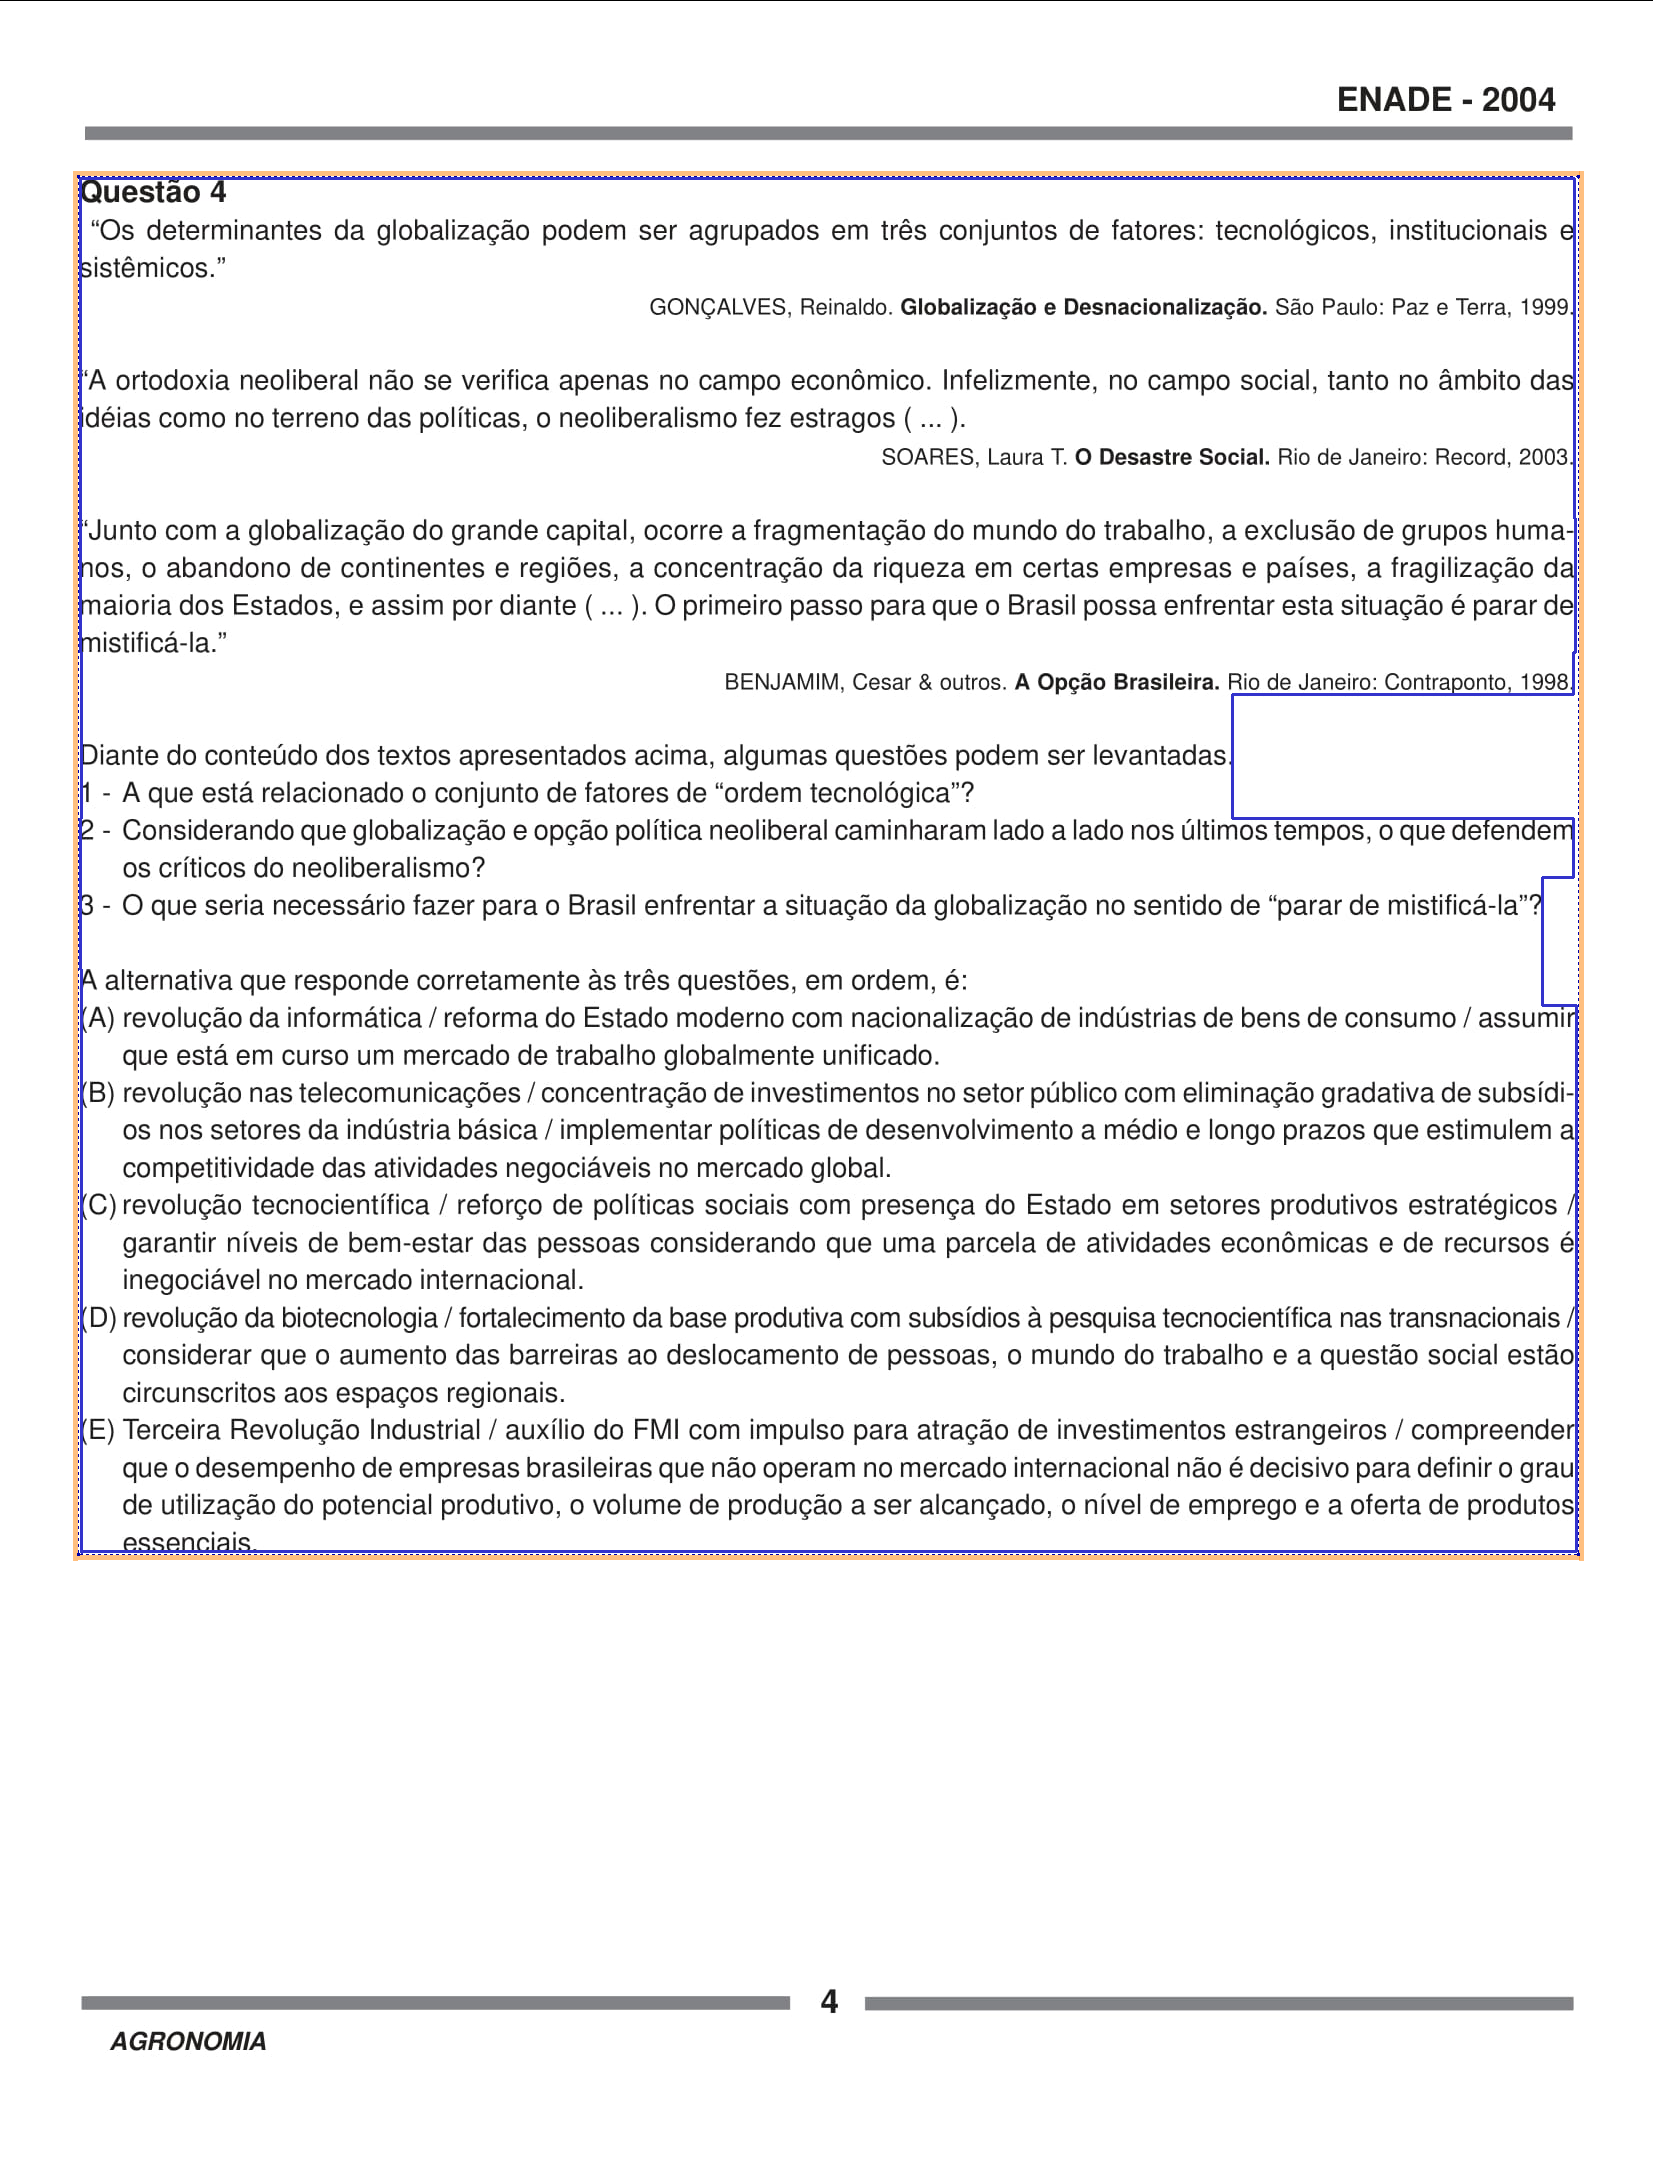 ENADE - 2004
Questão 4
“Os determinantes da globalização podem ser agrupados em três conjuntos de fatores: tecnológicos, institucionais e
sistêmicos.”
GONÇALVES, Reinaldo. Globalização e Desnacionalização. São Paulo: Paz e Terra, 1999.
“A ortodoxia neoliberal não se verifica apenas no campo econômico. Infelizmente, no campo social, tanto no âmbito das
idéias como no terreno das políticas, o neoliberalismo fez estragos ( ... ).
SOARES, Laura T. O Desastre Social. Rio de Janeiro: Record, 2003.
“Junto com a globalização do grande capital, ocorre a fragmentação do mundo do trabalho, a exclusão de grupos huma-
nos, o abandono de continentes e regiões, a concentração da riqueza em certas empresas e países, a fragilização da
maioria dos Estados, e assim por diante ( ... ). O primeiro passo para que o Brasil possa enfrentar esta situação é parar de
mistificá-la.”
BENJAMIM, Cesar & outros. A Opção Brasileira. Rio de Janeiro: Contraponto, 1998.
Diante do conteúdo dos textos apresentados acima, algumas questões podem ser levantadas.
1 - A que está relacionado o conjunto de fatores de “ordem tecnológica”?
2 - Considerando que globalização e opção política neoliberal caminharam lado a lado nos últimos tempos, o que defendem
os críticos do neoliberalismo?
3 - O que seria necessário fazer para o Brasil enfrentar a situação da globalização no sentido de “parar de mistificá-la”?
A alternativa que responde corretamente às três questões, em ordem, é:
(A) revolução da informática / reforma do Estado moderno com nacionalização de indústrias de bens de consumo / assumir
que está em curso um mercado de trabalho globalmente unificado.
(B) revolução nas telecomunicações / concentração de investimentos no setor público com eliminação gradativa de subsídi-
os nos setores da indústria básica / implementar políticas de desenvolvimento a médio e longo prazos que estimulem a
competitividade das atividades negociáveis no mercado global.
(C) revolução tecnocientífica / reforço de políticas sociais com presença do Estado em setores produtivos estratégicos /
garantir níveis de bem-estar das pessoas considerando que uma parcela de atividades econômicas e de recursos é
inegociável no mercado internacional.
(D) revolução da biotecnologia / fortalecimento da base produtiva com subsídios à pesquisa tecnocientífica nas transnacionais /
considerar que o aumento das barreiras ao deslocamento de pessoas, o mundo do trabalho e a questão social estão
circunscritos aos espaços regionais.
(E) Terceira Revolução Industrial / auxílio do FMI com impulso para atração de investimentos estrangeiros / compreender
que o desempenho de empresas brasileiras que não operam no mercado internacional não é decisivo para definir o grau
de utilização do potencial produtivo, o volume de produção a ser alcançado, o nível de emprego e a oferta de produtos
essenciais.
4
AGRONOMIA